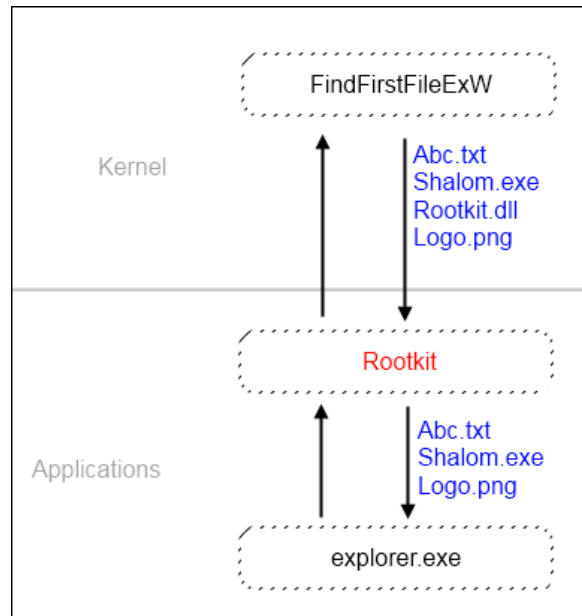 FindFirstFileExW
Kernel
Abc.txt
Shalom.exe
Rootkit.dll
Logo.png
Rootkit
Applications
Abc.txt
Shalom.exe
Logo.png
explorer.exe